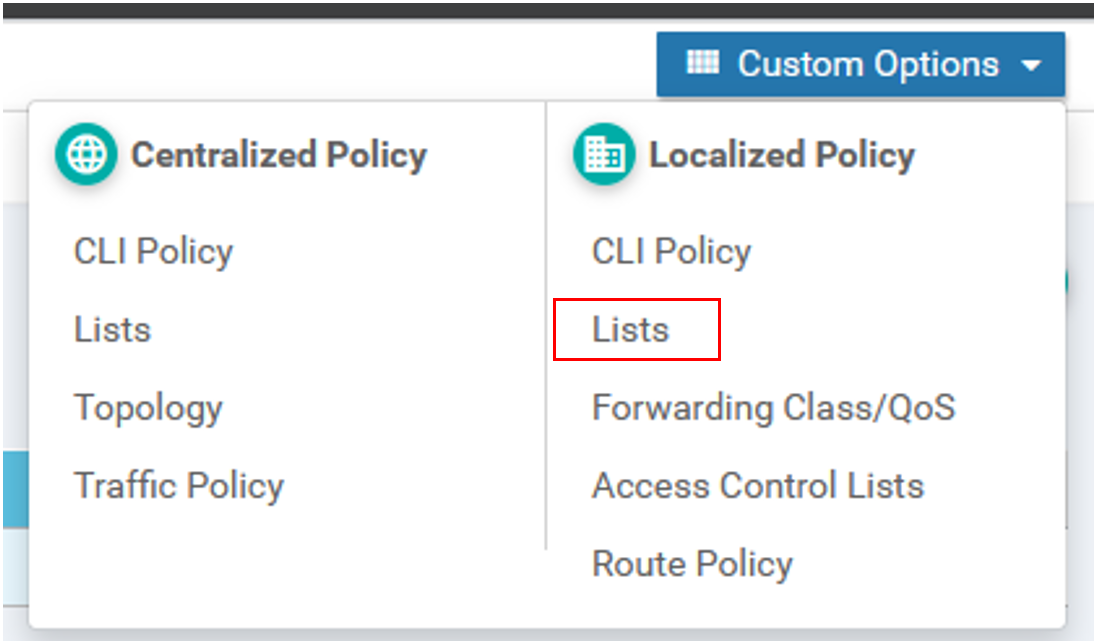 Custom Options
Centralized Policy
CLI Policy
Lists
Topology
Traffic Policy
Localized Policy
CLI Policy
Lists
Forwarding Class/QoS
Access Control Lists
Route Policy